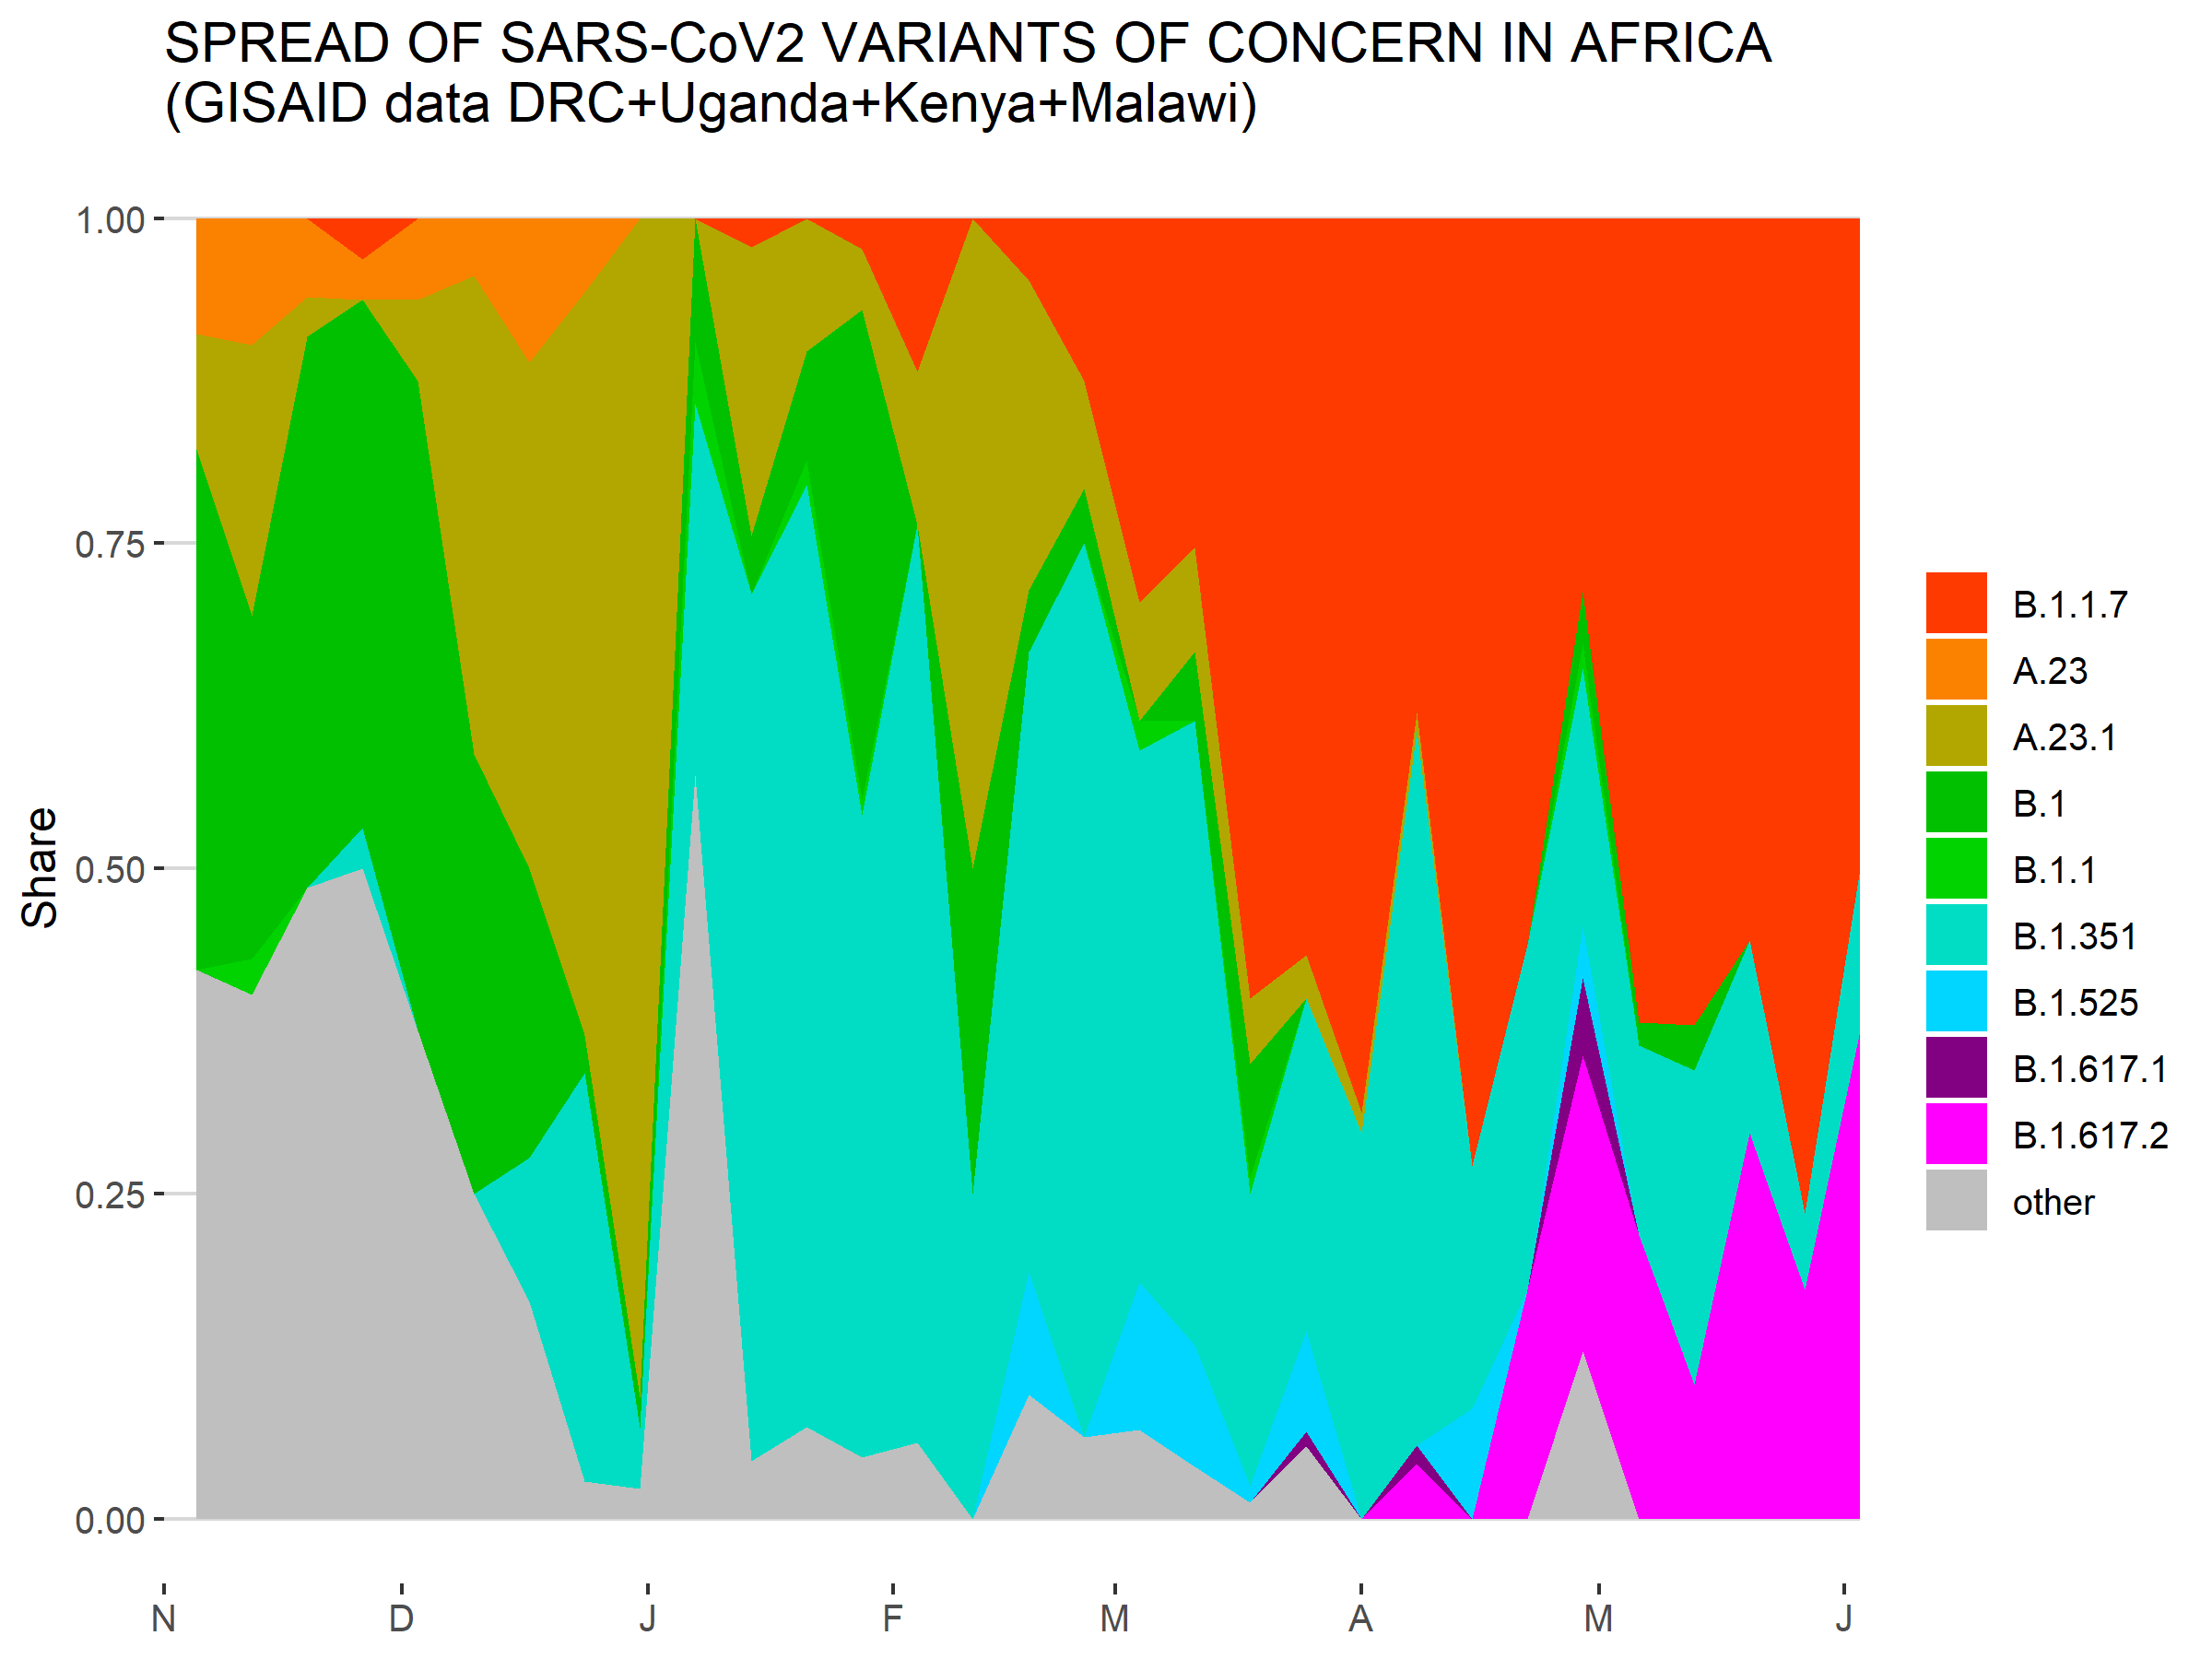 SPREAD OF SARS-CoV2 VARIANTS OF CONCERN IN AFRICA
(GISAID data DRC+Uganda+Kenya+Malawi)
1.00
0.75
0.50
0.25
0.00
Share
N D J F M A M J
B.1.1.7
A.23
A.23.1
B.1
B.1.1
B.1.351
B.1.525
B.1.617.1
B.1.617.2
other